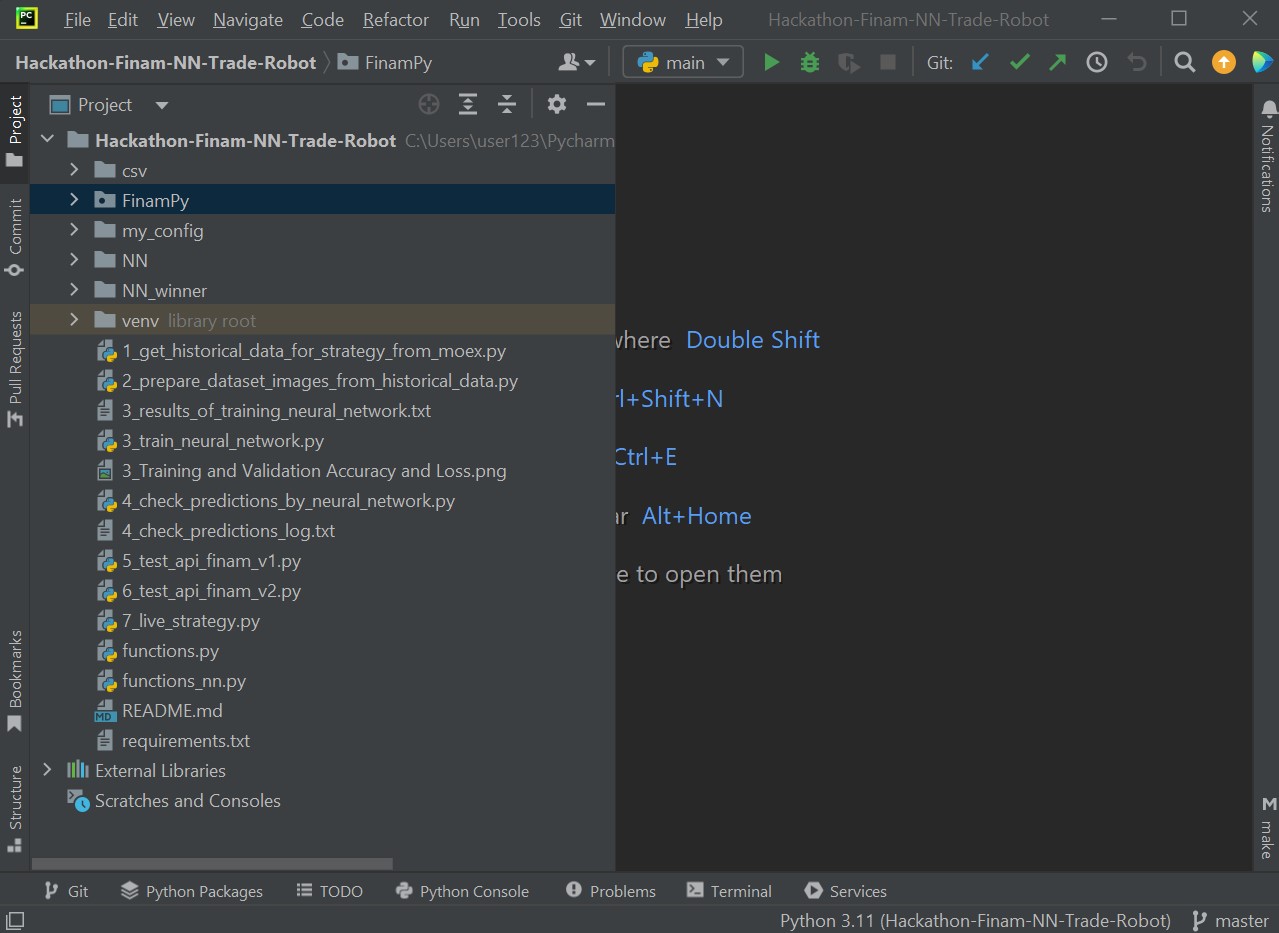 PC
File Edit View Navigate Code Refactor Run Tools Git Window Help Hackathon-Finam-NN-Trade-Robot
Hackathon-Finam-NN-Trade-Robot FinamPy main Git:
Project
Hackathon-Finam-NN-Trade-Robot C:\Users\user123\Pycharm
csv
FinamPy
my_config
NN
NN_winner
venv library root
1_get_historical_data_for_strategy_from_moex.py
2_prepare_dataset_images_from_historical_data.py
3_results_of_training_neural_network.txt
3_train_neural_network.py
3_Training and Validation Accuracy and Loss.png
4_check_predictions_by_neural_network.py
4_check_predictions_log.txt
5_test_api_finam_v1.py
6_test_api_finam_v2.py
7_live_strategy.py
functions.py
functions_nn.py
MD README.md
requirements.txt
External Libraries
Scratches and Consoles
where Double Shift
rl+Shift+N
Ctrl+E
ar Alt+Home
e to open them
Project
Commit
Pull Requests
Bookmarks
Structure
Notifications
M make
Git Python Packages TODO Python Console Problems Terminal Services
Python 3.11 (Hackathon-Finam-NN-Trade-Robot) master